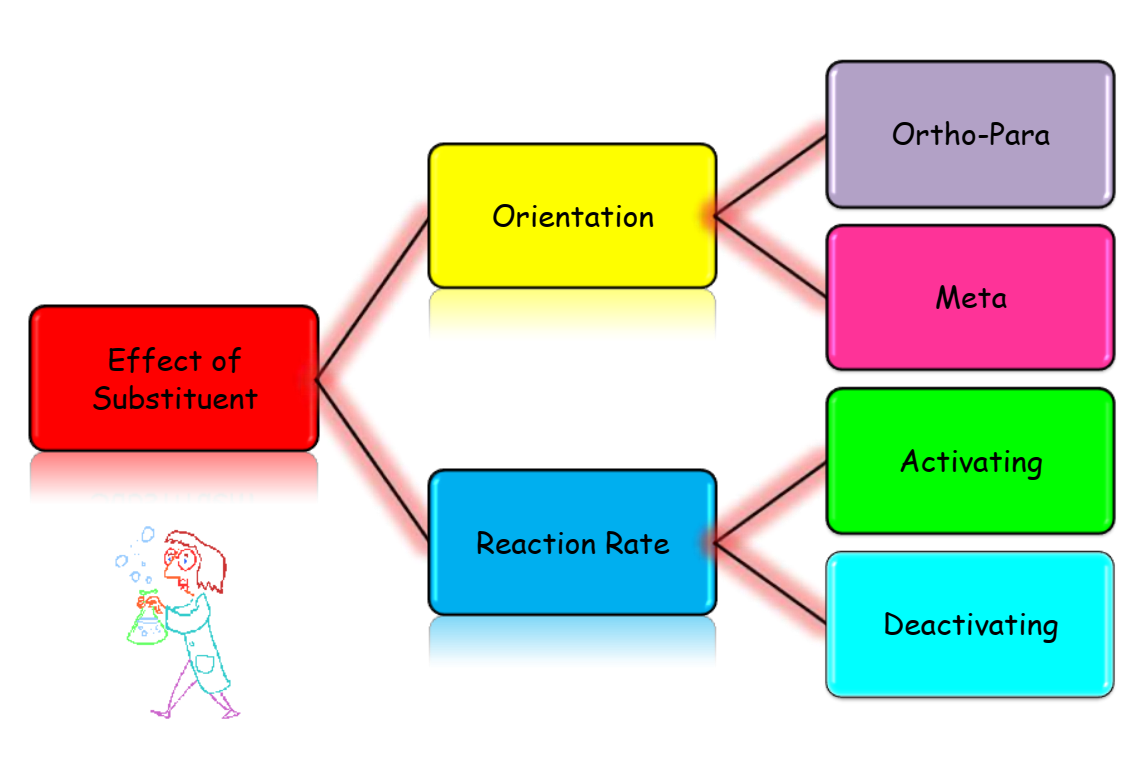 Effect of
Substituent
Orientation
Reaction Rate
Ortho-Para
Meta
Activating
Deactivating